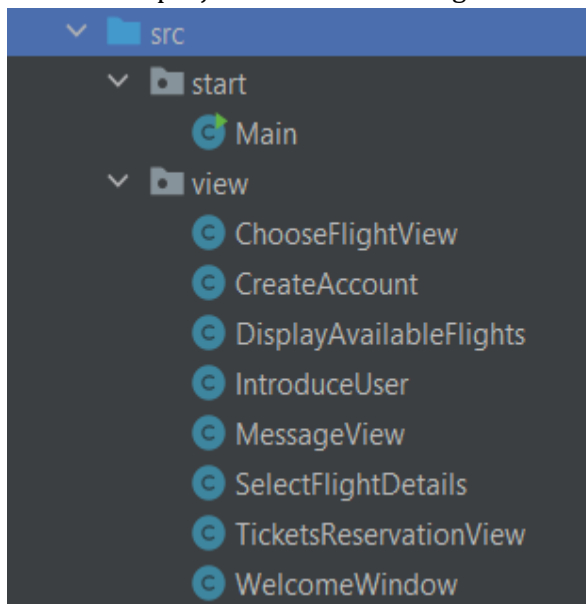 src
start
Main
view
ChooseFlightView
CreateAccount
DisplayAvailableFlights
IntroduceUser
MessageView
SelectFlightDetails
TicketsReservationView
WelcomeWindow